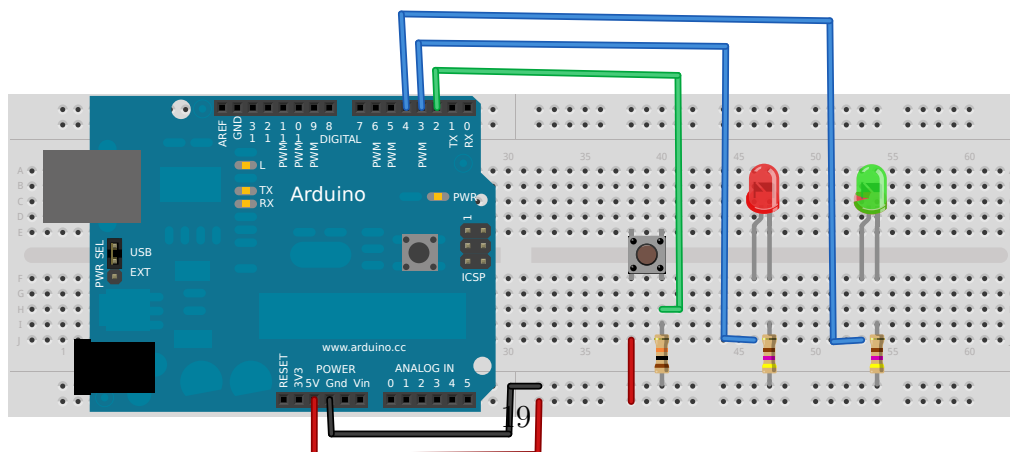 AREF
GND
13
12
PWM 11
PWM 10
PWM 9
8
7
PWM 6
PWM 5
4
PWM 3
2
TX 1
RX 0
DIGITAL
L
TX
RX
Arduino
PWR
1
ICSP
PWR SEL
USB
EXT
www.arduino.cc
POWER
RESET
3V3
5V
Gnd
Vin
ANALOG IN
0 1 2 3 4 5
30 35 40 45 50 55 60
A
B
C
D
E
F
G
H
I
J
1 30 35 45 50 60
19